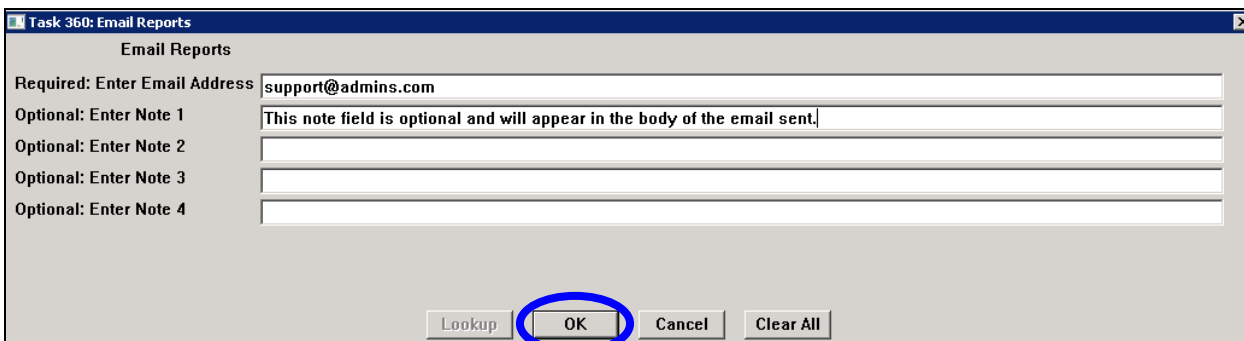 Task 360: Email Reports
Email Reports
Required: Enter Email Address support@admins.com
Optional: Enter Note 1 This note field is optional and will appear in the body of the email sent.
Optional: Enter Note 2
Optional: Enter Note 3
Optional: Enter Note 4
Lookup OK Cancel Clear All